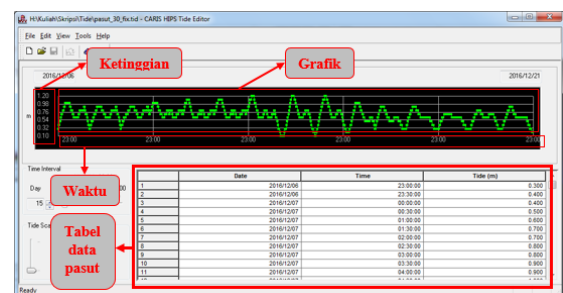 H:\Kuliah\Skripsi\Tide\pasut_30_fix.tid - CARIS HIPS Tide Editor
File Edit View Tools Help
Ketinggian
Grafik
2016/12/06
2016/12/21
m
1.20
0.98
0.76
0.54
0.32
0.10
23:00 23:00 23:00 23:00 23:00
Time Interval
Day
15
Waktu
00
Tide Sca
Tabel
data
pasut
Date Time Tide (m)
1 2016/12/06 23:00:00 0.300
2 2016/12/06 23:30:00 0.400
3 2016/12/07 00:00:00 0.400
4 2016/12/07 00:30:00 0.500
5 2016/12/07 01:00:00 0.600
6 2016/12/07 01:30:00 0.700
7 2016/12/07 02:00:00 0.700
8 2016/12/07 02:30:00 0.800
9 2016/12/07 03:00:00 0.800
10 2016/12/07 03:30:00 0.900
11 2016/12/07 04:00:00 0.900
Ready